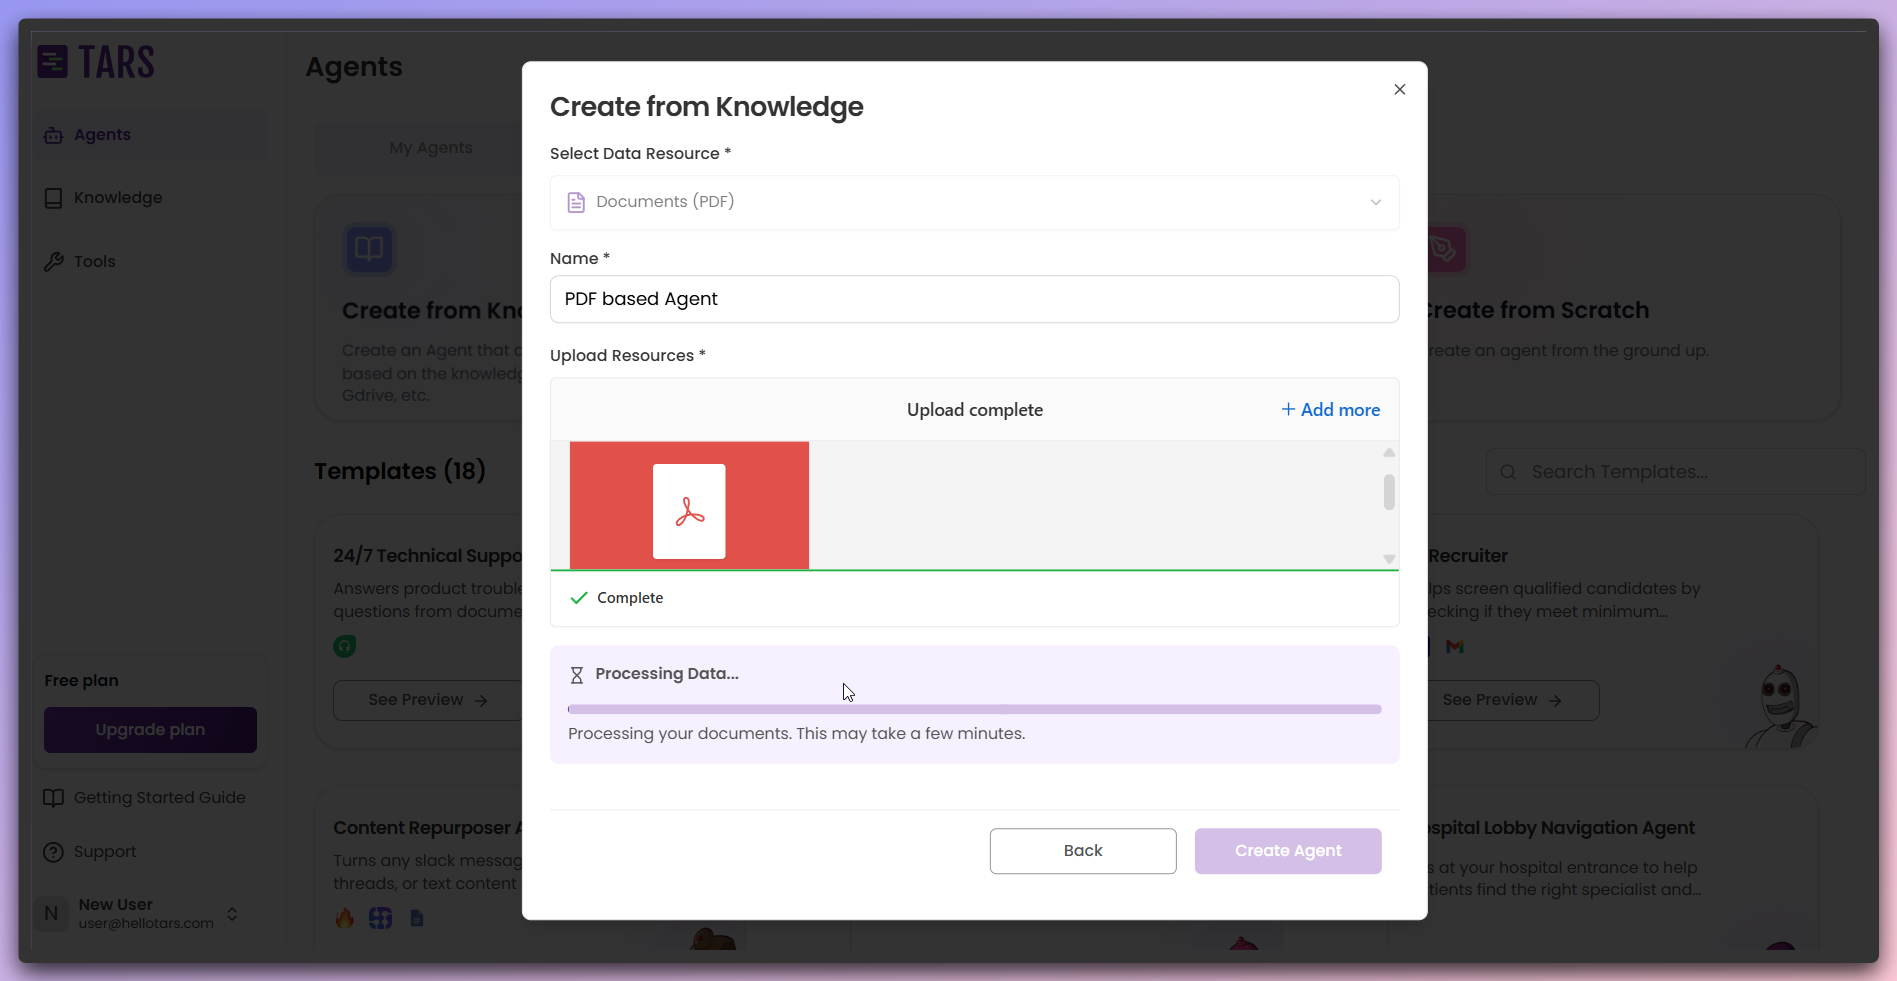 TARS
Agents
Knowledge
Tools
Free plan
Upgrade plan
Getting Started Guide
Support
N
New User
user@hellotars.com
Agents
My Agents
Create from Kn
Create an Agent that
based on the knowled
Gdrive, etc.
Create from Scratch
reate an agent from the ground up.
Templates (18)
Search Templates...
24/7 Technical Suppo
Answers product trouble
questions from docume
See Preview →
Recruiter
lps screen qualified candidates by
ecking if they meet minimum...
See Preview →
Content Repurposer A
Turns any slack messag
threads, or text content
spital Lobby Navigation Agent
s at your hospital entrance to help
tients find the right specialist and...
Create from Knowledge
Select Data Resource *
Documents (PDF)
Name *
PDF based Agent
Upload Resources *
Upload complete
+ Add more
Complete
Processing Data...
Processing your documents. This may take a few minutes.
Back
Create Agent